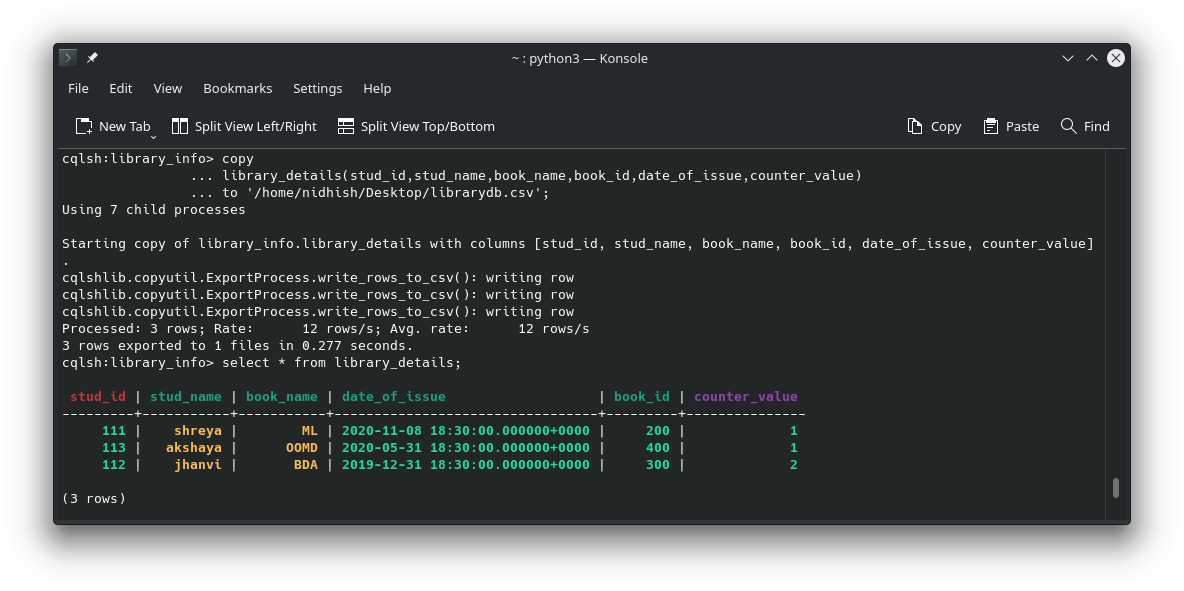 ~ : python3 — Konsole
File Edit View Bookmarks Settings Help
New Tab Split View Left/Right Split View Top/Bottom Copy Paste Find
cqlsh:library_info> copy
                ... library_details(stud_id,stud_name,book_name,book_id,date_of_issue,counter_value)
                ... to '/home/nidhish/Desktop/librarydb.csv';
Using 7 child processes

Starting copy of library_info.library_details with columns [stud_id, stud_name, book_name, book_id, date_of_issue, counter_value]
.
cqlshlib.copyutil.ExportProcess.write_rows_to_csv(): writing row
cqlshlib.copyutil.ExportProcess.write_rows_to_csv(): writing row
cqlshlib.copyutil.ExportProcess.write_rows_to_csv(): writing row
Processed: 3 rows; Rate:      12 rows/s; Avg. rate:      12 rows/s
3 rows exported to 1 files in 0.277 seconds.
cqlsh:library_info> select * from library_details;

 stud_id | stud_name | book_name | date_of_issue                   | book_id | counter_value
---------+-----------+-----------+---------------------------------+---------+---------------
     111 |    shreya |        ML | 2020-11-08 18:30:00.000000+0000 |     200 |             1
     113 |   akshaya |      OOMD | 2020-05-31 18:30:00.000000+0000 |     400 |             1
     112 |    jhanvi |       BDA | 2019-12-31 18:30:00.000000+0000 |     300 |             2

(3 rows)